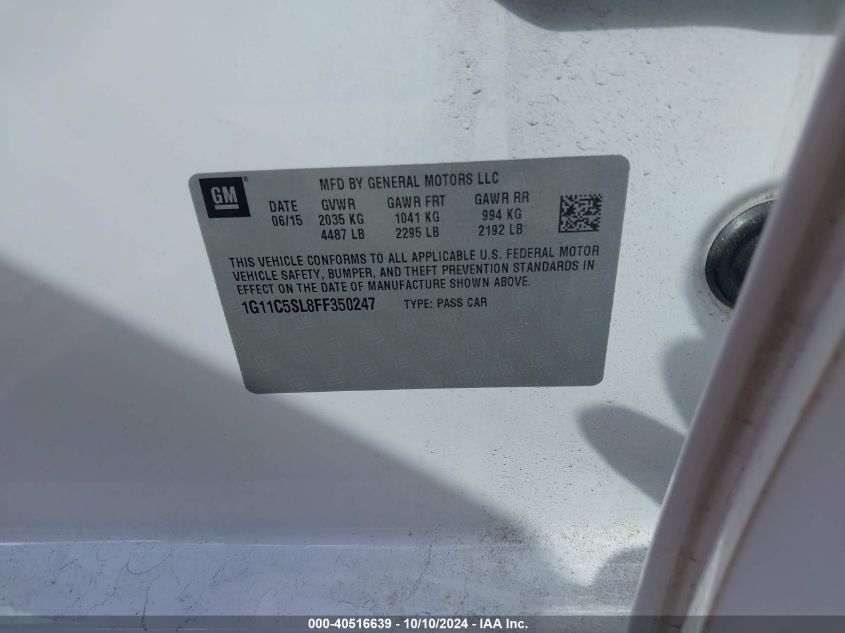 GM
MFD BY GENERAL MOTORS LLC
DATE GVWR GAWR FRT GAWR RR
06/15 2035 KG 1041 KG 994 KG
4487 LB 2295 LB 2192 LB
THIS VEHICLE CONFORMS TO ALL APPLICABLE U.S. FEDERAL MOTOR
VEHICLE SAFETY, BUMPER, AND THEFT PREVENTION STANDARDS IN
EFFECT ON THE DATE OF MANUFACTURE SHOWN ABOVE.
1G11C5SL8FF350247 TYPE: PASS CAR
000-40516639 - 10/10/2024 - IAA Inc.